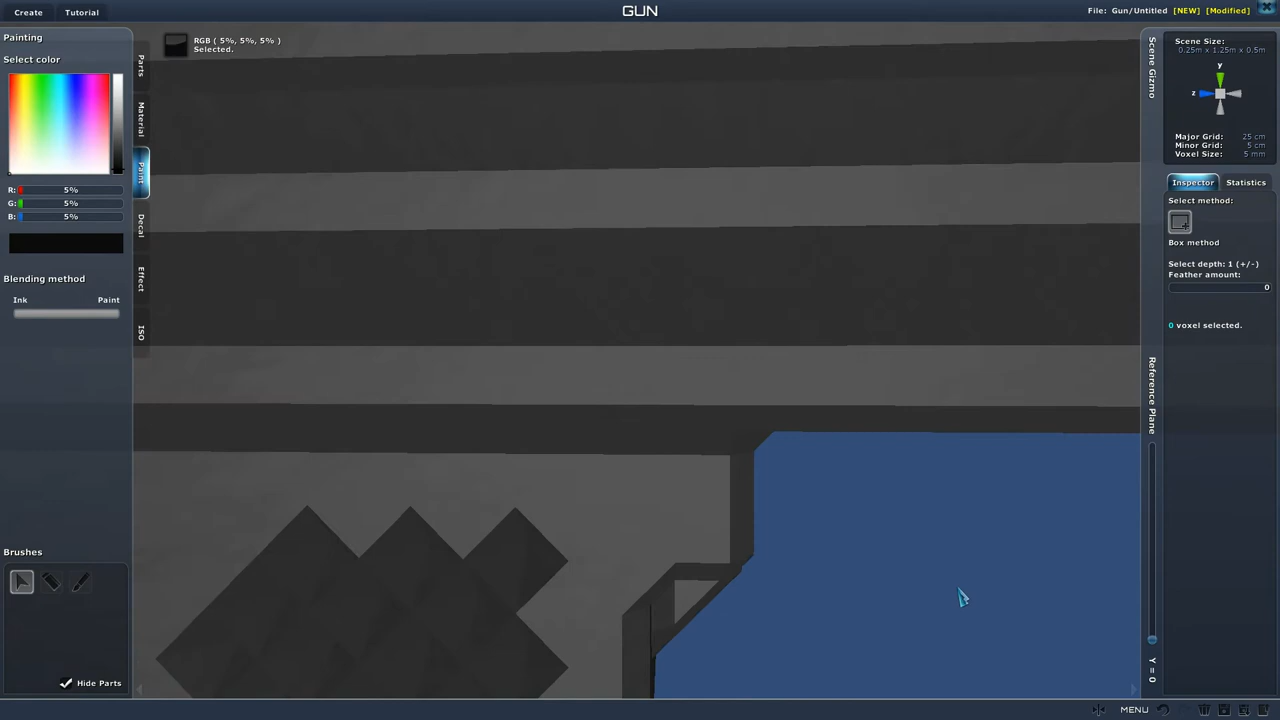 Create
Tutorial
GUN
File: Gun/Untitled [NEW] [Modified]
Painting
Select color
R: 5%
G: 5%
B: 5%
Blending method
Ink
Paint
Brushes
Hide Parts
Parts
Material
Paint
Decal
Effect
ISO
RGB ( 5%, 5%, 5% )
Selected.
Scene Gizmo
Scene Size:
0.25m x 1.25m x 0.5m
y
z
Major Grid: 25 cm
Minor Grid: 5 cm
Voxel Size: 5 mm
Inspector
Statistics
Select method:
Box method
Select depth: 1 (+/-)
Feather amount:
0
0 voxel selected.
Reference Plane
Y = 0
MENU